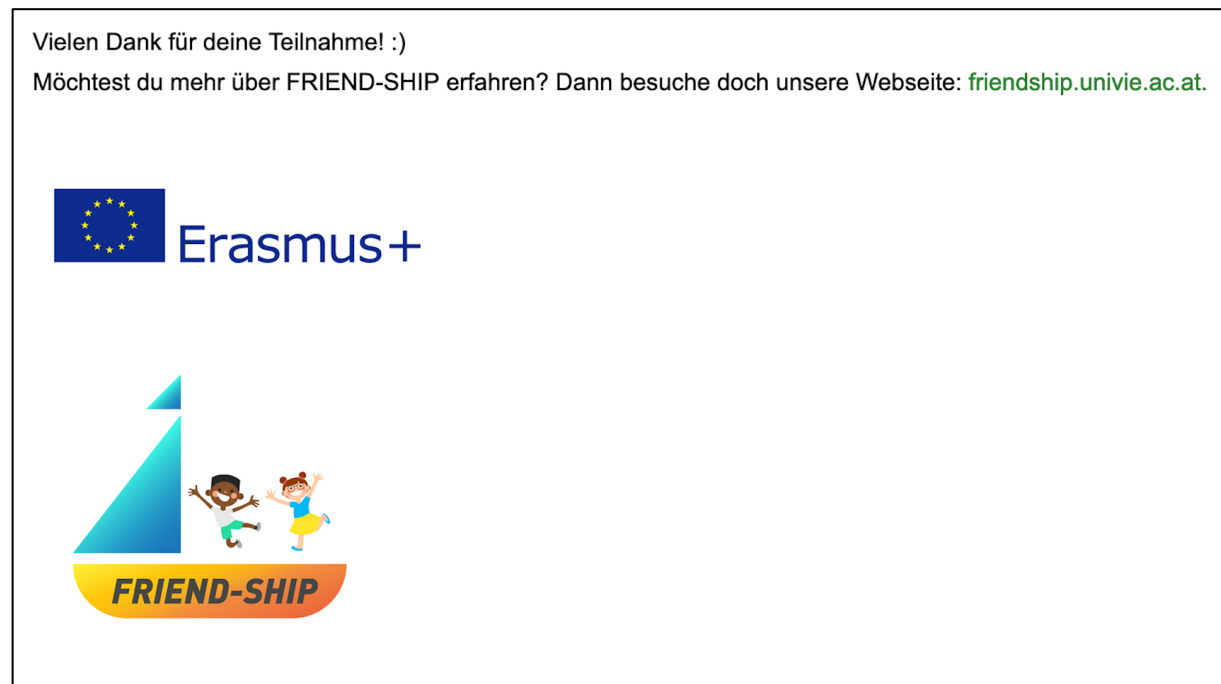 Vielen Dank für deine Teilnahme! :)
Möchtest du mehr über FRIEND-SHIP erfahren? Dann besuche doch unsere Webseite: friendship.univie.ac.at.
Erasmus+
FRIEND-SHIP